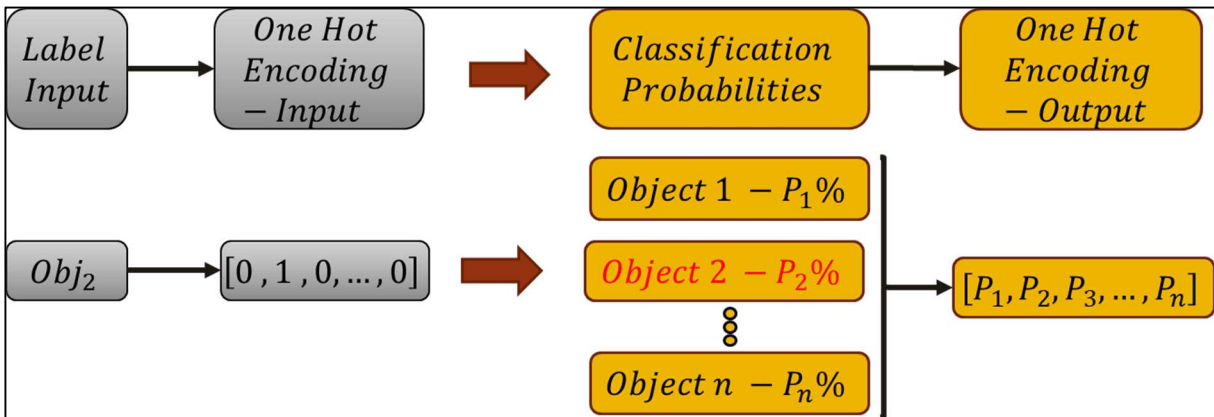 Label
Input
One Hot
Encoding
− Input
Classification
Probabilities
One Hot
Encoding
− Output
Object 1 − P₁%
Obj₂
[0 , 1 , 0, … , 0]
Object 2 − P₂%
[P₁, P₂, P₃, … , Pₙ]
Object n − Pₙ%